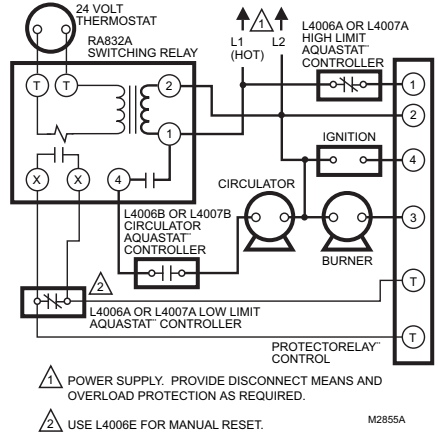 24 VOLT
THERMOSTAT
RA832A
SWITCHING RELAY
1
L1
(HOT)
L2
L4006A OR L4007A
HIGH LIMIT
AQUASTAT™
CONTROLLER
T
T
2
1
1
2
IGNITION
4
X
X
4
CIRCULATOR
L4006B OR L4007B
CIRCULATOR
AQUASTAT™
CONTROLLER
3
BURNER
2
T
L4006A OR L4007A LOW LIMIT
AQUASTAT™ CONTROLLER
PROTECTORELAY™
CONTROL
T
1 POWER SUPPLY. PROVIDE DISCONNECT MEANS AND
OVERLOAD PROTECTION AS REQUIRED.
2 USE L4006E FOR MANUAL RESET.
M2855A